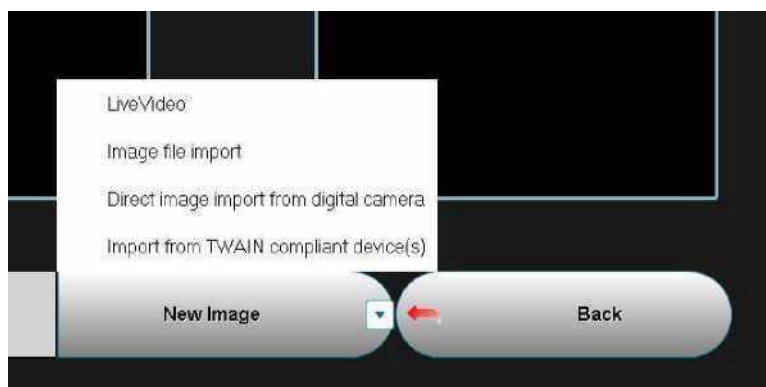 LiveVideo
Image file import
Direct image import from digital camera
Import from TWAIN compliant device(s)
New Image
Back